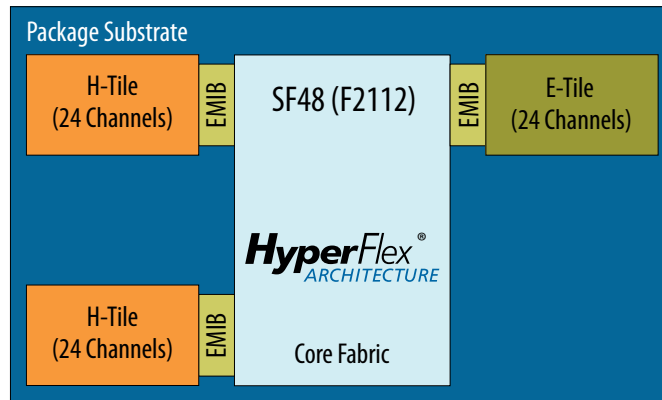 Package Substrate
H-Tile
(24 Channels)
EMIB
SF48 (F2112)
EMIB
E-Tile
(24 Channels)
HyperFlex®
ARCHITECTURE
H-Tile
(24 Channels)
EMIB
Core Fabric